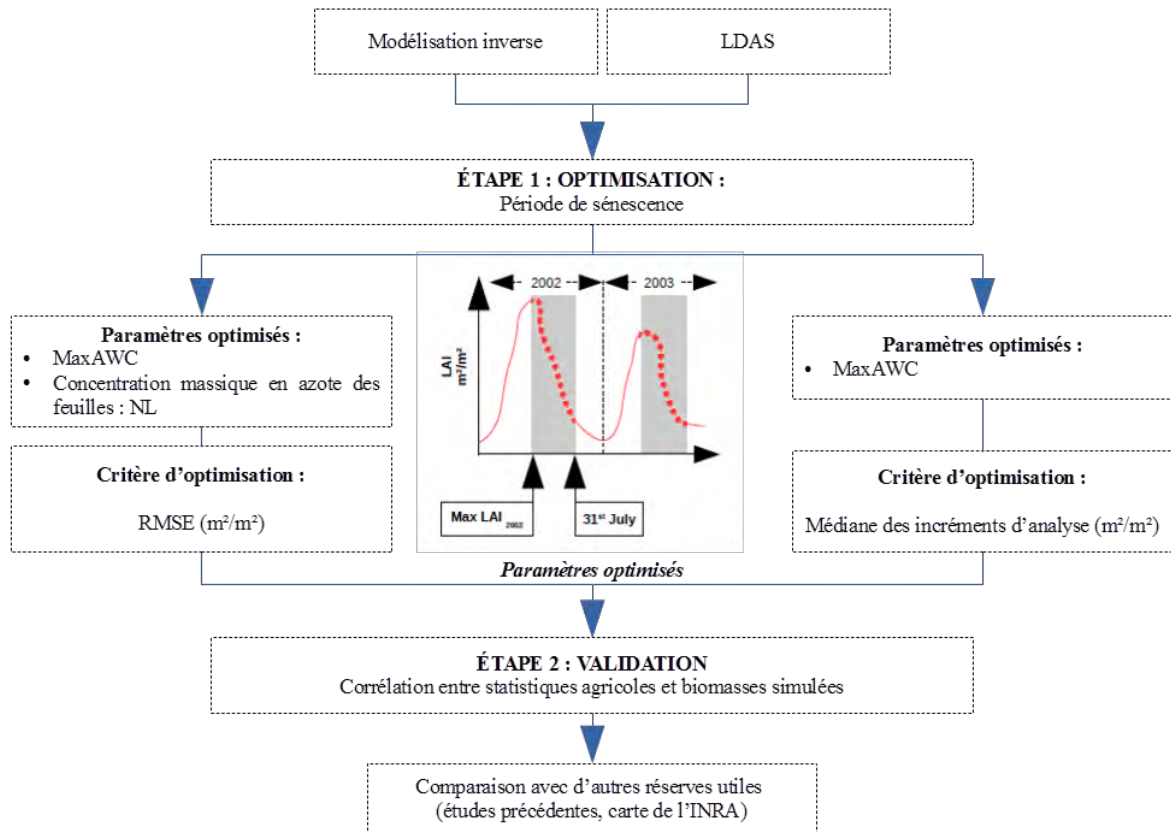 Modélisation inverse
LDAS
ÉTAPE 1 : OPTIMISATION :
Période de sénescence
Paramètres optimisés :
• MaxAWC
• Concentration massique en azote des
feuilles : NL
Critère d'optimisation :
RMSE (m²/m²)
2002
2003
LAI
m²/m²
Max LAI 2002
31st July
Paramètres optimisés :
• MaxAWC
Critère d'optimisation :
Médiane des incréments d'analyse (m²/m²)
Paramètres optimisés
ÉTAPE 2 : VALIDATION
Corrélation entre statistiques agricoles et biomasses simulées
Comparaison avec d'autres réserves utiles
(études précédentes, carte de l'INRA)